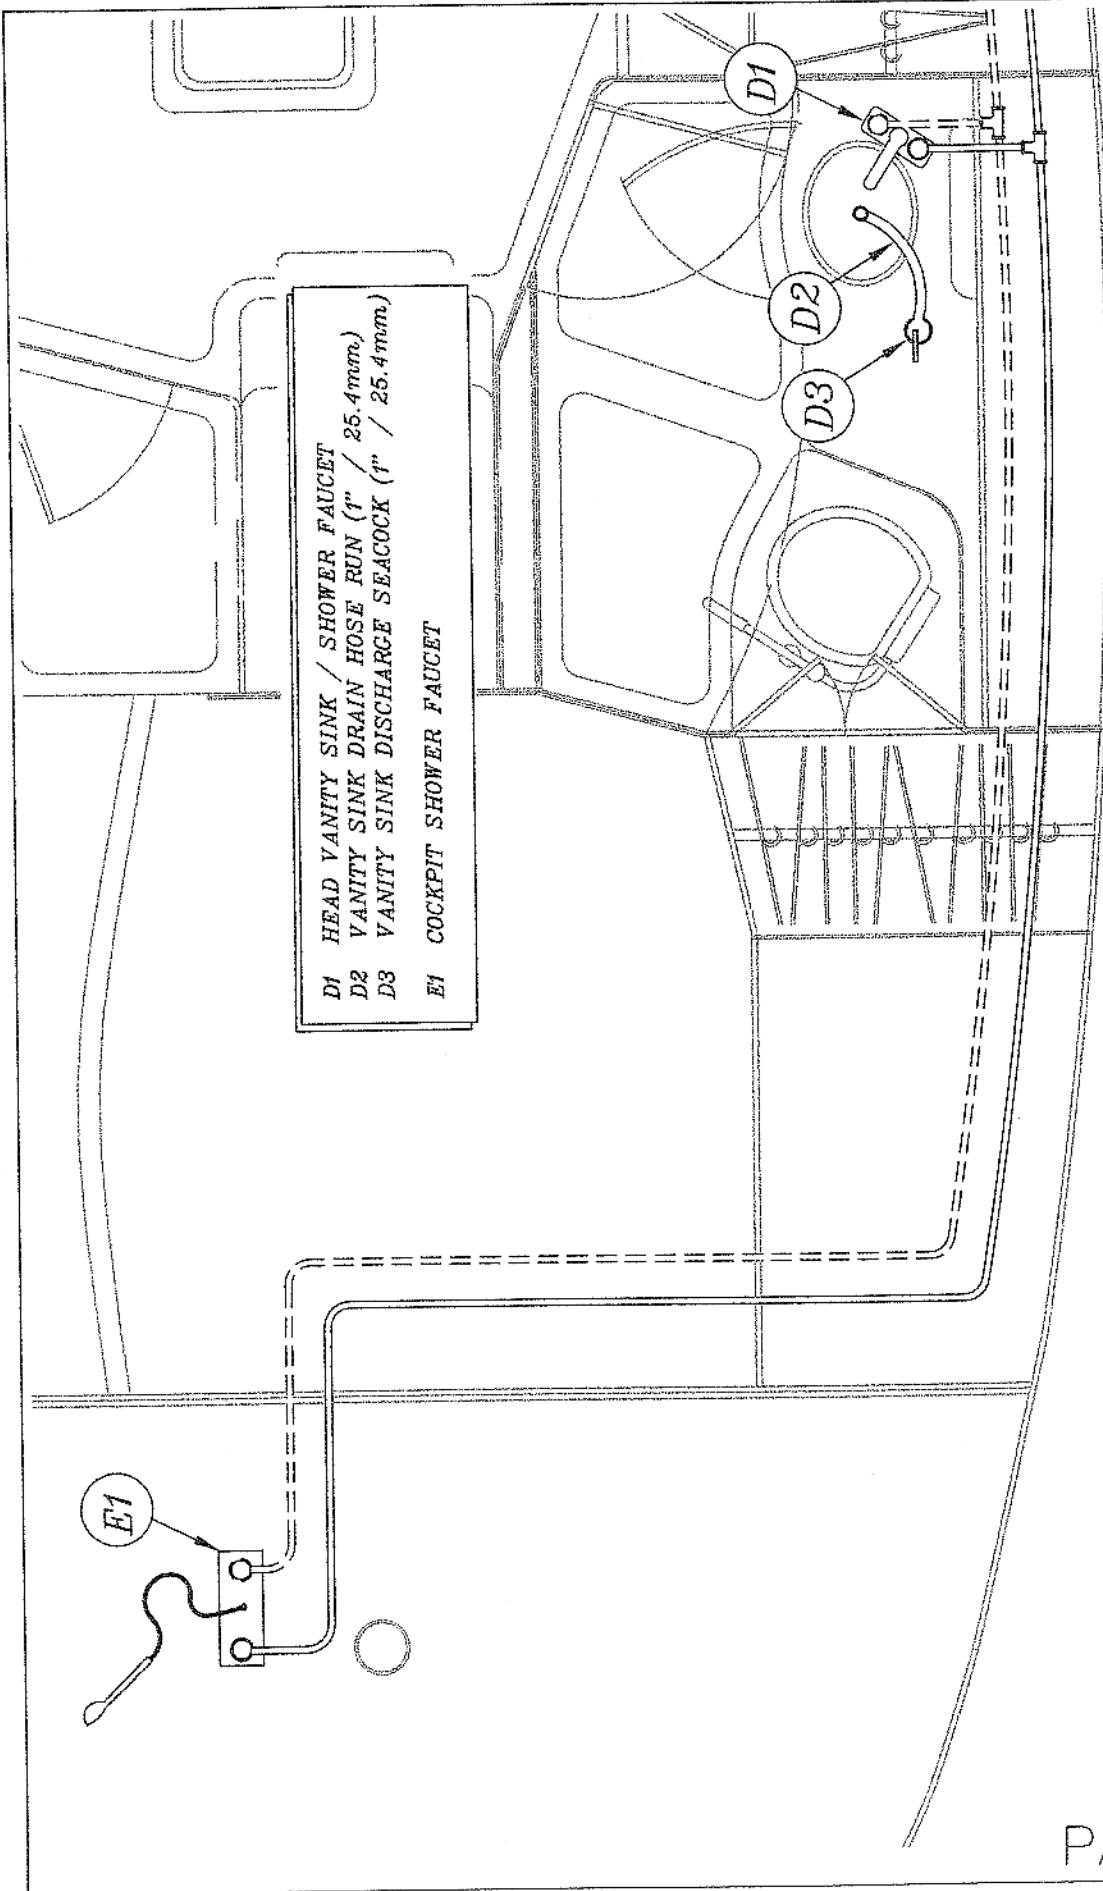 D1 HEAD VANITY SINK / SHOWER FAUCET
D2 VANITY SINK DRAIN HOSE RUN (1" / 25.4mm)
D3 VANITY SINK DISCHARGE SEACOCK (1" / 25.4mm)
E1 COCKPIT SHOWER FAUCET
E1
D3
D2
D1